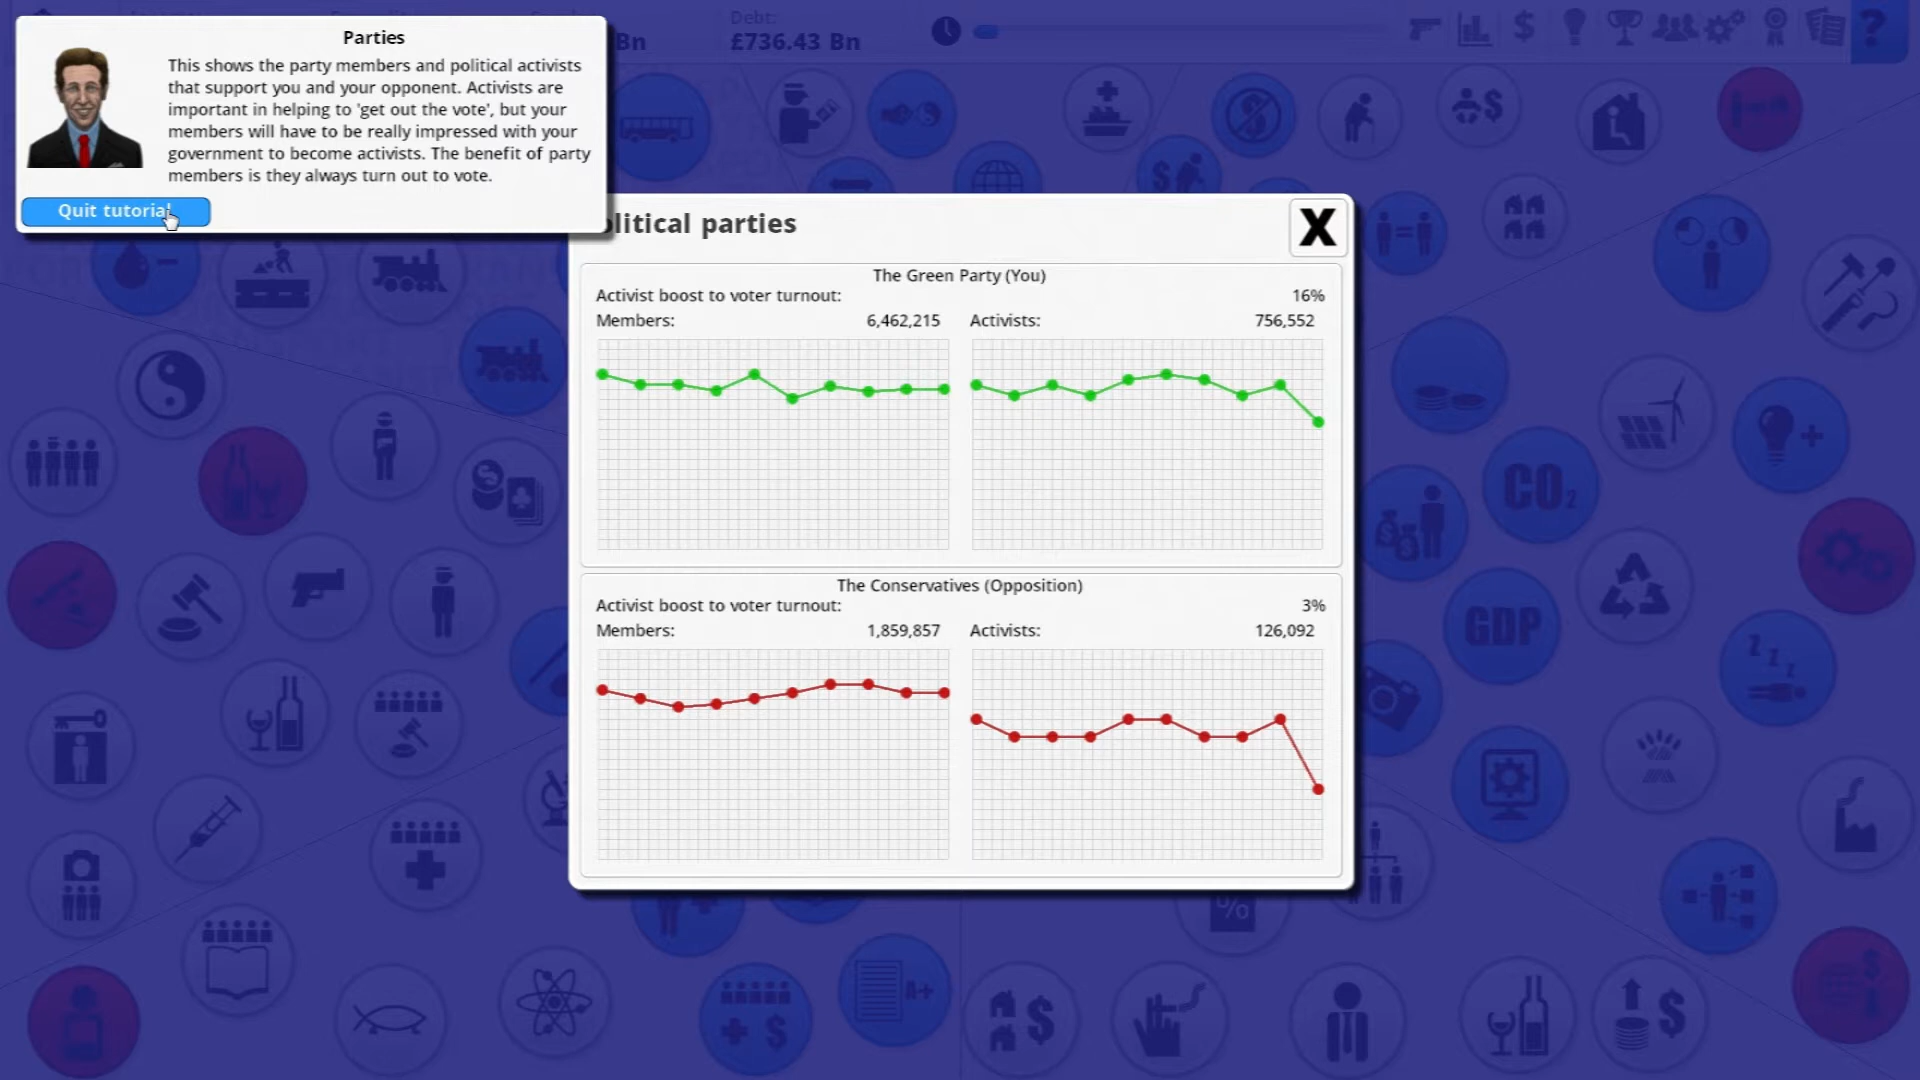 Parties
This shows the party members and political activists
that support you and your opponent. Activists are
important in helping to 'get out the vote', but your
members will have to be really impressed with your
government to become activists. The benefit of party
members is they always turn out to vote.
Quit tutorial
Bn
Debt:
£736.43 Bn
?
litical parties
X
The Green Party (You)
Activist boost to voter turnout: 16%
Members: 6,462,215 Activists: 756,552
The Conservatives (Opposition)
Activist boost to voter turnout: 3%
Members: 1,859,857 Activists: 126,092
CO2
GDP
A+
%